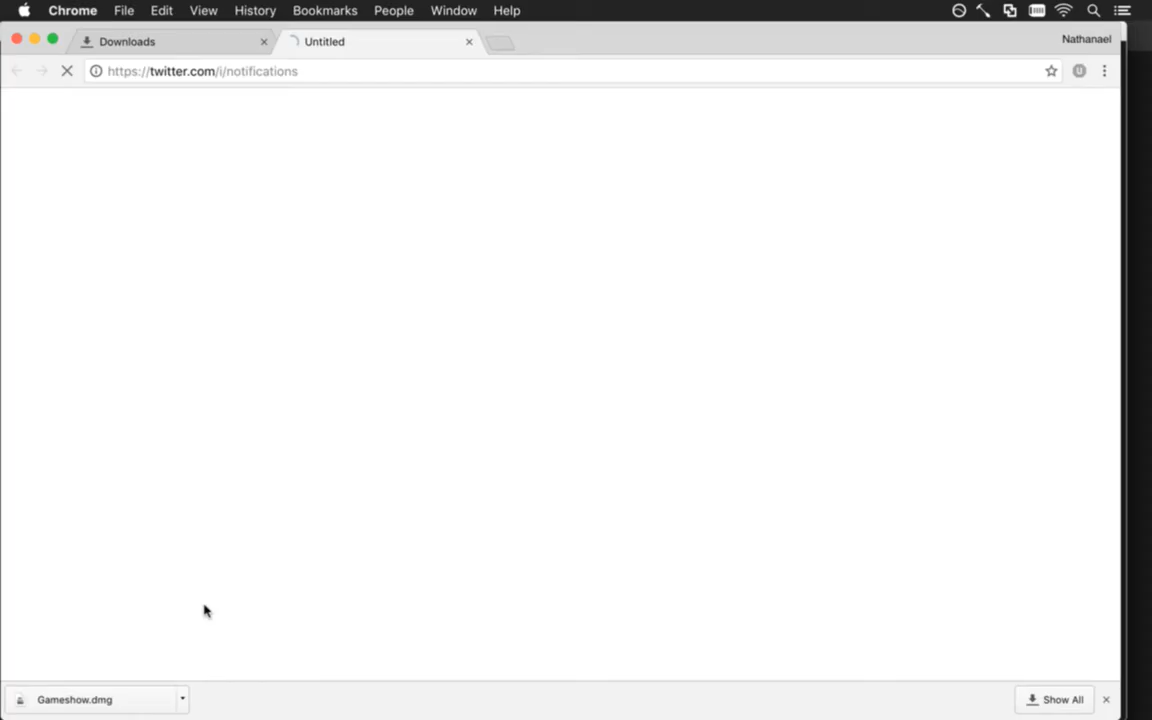 Chrome File Edit View History Bookmarks People Window Help
Downloads Untitled Nathanael
https://twitter.com/i/notifications
Gameshow.dmg Show All